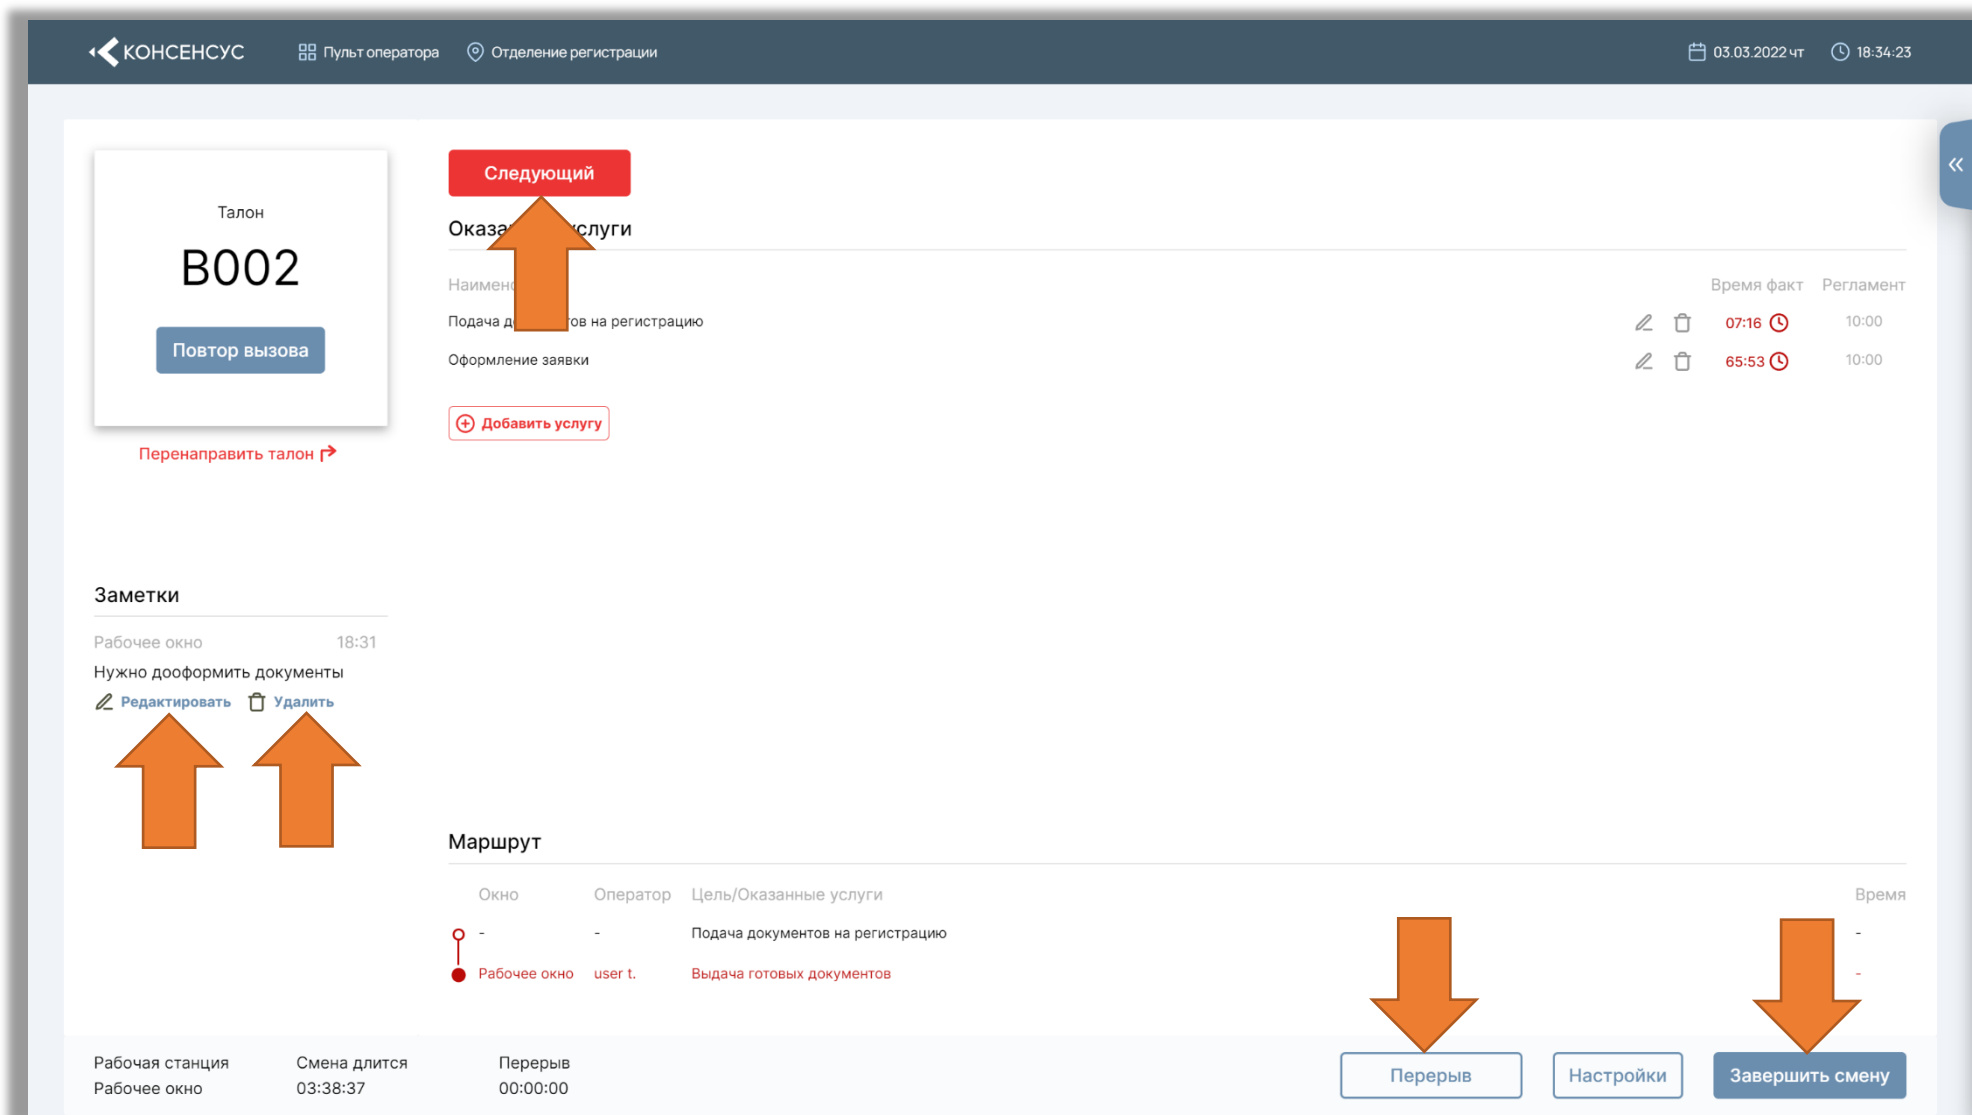 КОНСЕНСУС Пульт оператора Отделение регистрации 03.03.2022 чт 18:34:23
Талон
B002
Повтор вызова
Перенаправить талон
Следующий
услуги
Время факт Регламент
Подача на регистрацию 07:16 10:00
Оформление заявки 65:53 10:00
Добавить услугу
Заметки
Рабочее окно 18:31
Нужно дооформить документы
Редактировать Удалить
Маршрут
Окно Оператор Цель/Оказанные услуги Время
- - Подача документов на регистрацию -
Рабочее окно user t. Выдача готовых документов -
Рабочая станция Смена длится Перерыв
Рабочее окно 03:38:37 00:00:00
Перерыв Настройки Завершить смену